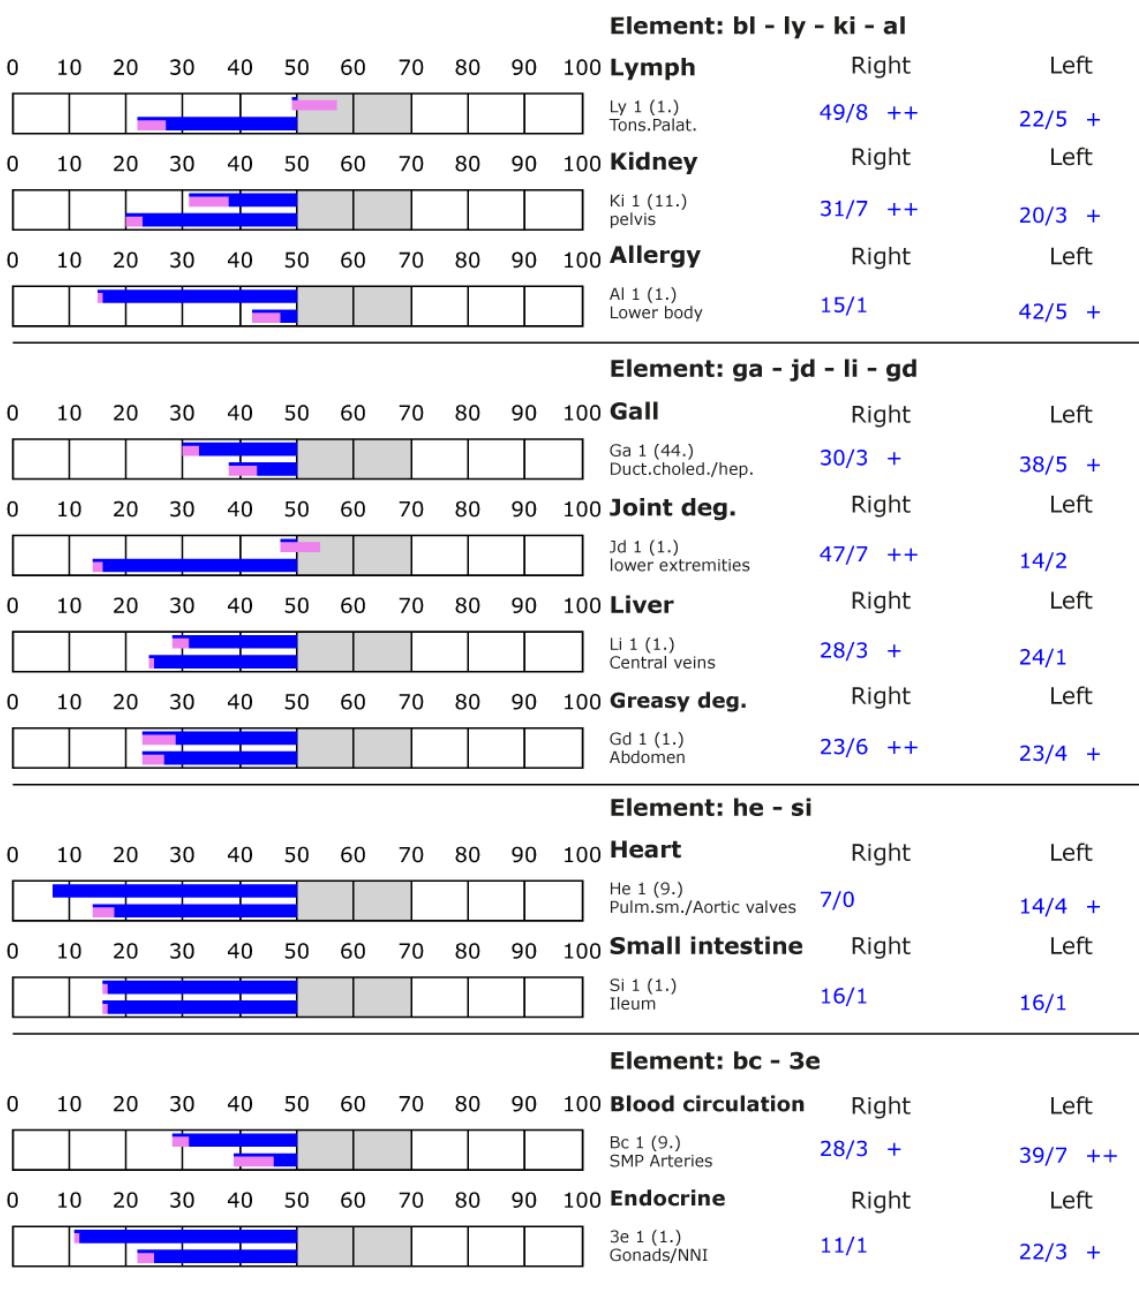 Element: bl - ly - ki - al
0 10 20 30 40 50 60 70 80 90 100 Lymph Right Left
Ly 1 (1.) 49/8 ++ 22/5 +
Tons.Palat.
0 10 20 30 40 50 60 70 80 90 100 Kidney Right Left
Ki 1 (11.) 31/7 ++ 20/3 +
pelvis
0 10 20 30 40 50 60 70 80 90 100 Allergy Right Left
Al 1 (1.) 15/1 42/5 +
Lower body
Element: ga - jd - li - gd
0 10 20 30 40 50 60 70 80 90 100 Gall Right Left
Ga 1 (44.) 30/3 + 38/5 +
Duct.choled./hep.
0 10 20 30 40 50 60 70 80 90 100 Joint deg. Right Left
Jd 1 (1.) 47/7 ++ 14/2
lower extremities
0 10 20 30 40 50 60 70 80 90 100 Liver Right Left
Li 1 (1.) 28/3 + 24/1
Central veins
0 10 20 30 40 50 60 70 80 90 100 Greasy deg. Right Left
Gd 1 (1.) 23/6 ++ 23/4 +
Abdomen
Element: he - si
0 10 20 30 40 50 60 70 80 90 100 Heart Right Left
He 1 (9.) 7/0 14/4 +
Pulm.sm./Aortic valves
0 10 20 30 40 50 60 70 80 90 100 Small intestine Right Left
Si 1 (1.) 16/1 16/1
Ileum
Element: bc - 3e
0 10 20 30 40 50 60 70 80 90 100 Blood circulation Right Left
Bc 1 (9.) 28/3 + 39/7 ++
SMP Arteries
0 10 20 30 40 50 60 70 80 90 100 Endocrine Right Left
3e 1 (1.) 11/1 22/3 +
Gonads/NNI